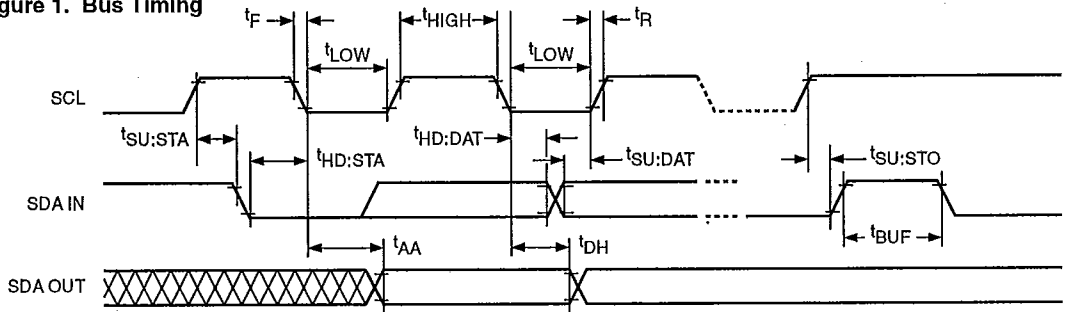 gure 1. Bus Timing
tF
tHIGH
tR
tLOW
tLOW
SCL
tSU:STA
tHD:STA
tHD:DAT
tSU:DAT
tSU:STO
SDA IN
tBUF
tAA
tDH
SDA OUT